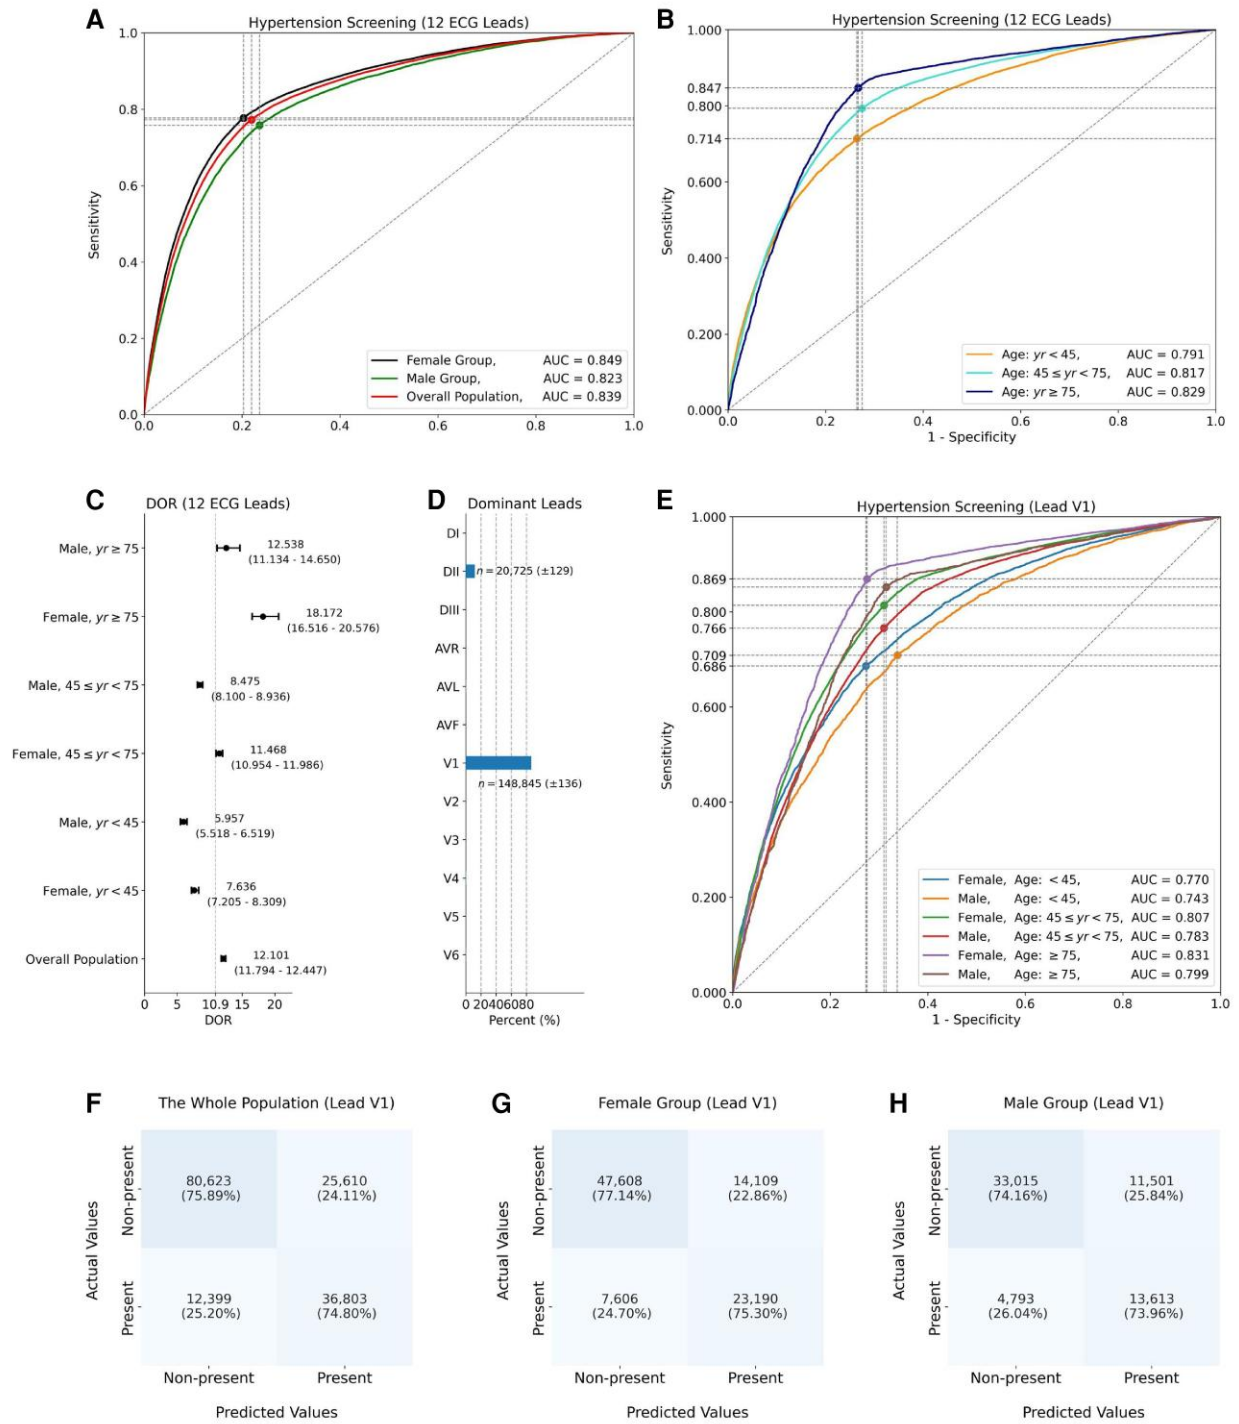 A
Hypertension Screening (12 ECG Leads)
1.0
0.8
0.6
0.4
0.2
0.0
Sensitivity
0.0 0.2 0.4 0.6 0.8 1.0
Female Group, AUC = 0.849
Male Group, AUC = 0.823
Overall Population, AUC = 0.839
B
Hypertension Screening (12 ECG Leads)
1.000
0.847
0.800
0.714
0.600
0.400
0.200
0.000
Sensitivity
0.0 0.2 0.4 0.6 0.8 1.0
1 - Specificity
Age: yr < 45, AUC = 0.791
Age: 45 ≤ yr < 75, AUC = 0.817
Age: yr ≥ 75, AUC = 0.829
C
DOR (12 ECG Leads)
Male, yr ≥ 75
12.538
(11.134 - 14.650)
Female, yr ≥ 75
18.172
(16.516 - 20.576)
Male, 45 ≤ yr < 75
8.475
(8.100 - 8.936)
Female, 45 ≤ yr < 75
11.468
(10.954 - 11.986)
Male, yr < 45
5.957
(5.518 - 6.519)
Female, yr < 45
7.636
(7.205 - 8.309)
Overall Population
12.101
(11.794 - 12.447)
0 5 10.9 15 20
DOR
D
Dominant Leads
DI
DII
n = 20,725 (±129)
DIII
AVR
AVL
AVF
V1
n = 148,845 (±136)
V2
V3
V4
V5
V6
0 20 40 60 80
Percent (%)
E
Hypertension Screening (Lead V1)
1.000
0.869
0.800
0.766
0.709
0.686
0.600
0.400
0.200
0.000
Sensitivity
0.0 0.2 0.4 0.6 0.8 1.0
1 - Specificity
Female, Age: < 45, AUC = 0.770
Male, Age: < 45, AUC = 0.743
Female, Age: 45 ≤ yr < 75, AUC = 0.807
Male, Age: 45 ≤ yr < 75, AUC = 0.783
Female, Age: ≥ 75, AUC = 0.831
Male, Age: ≥ 75, AUC = 0.799
F
The Whole Population (Lead V1)
Actual Values
Non-present
Present
80,623
(75.89%)
25,610
(24.11%)
12,399
(25.20%)
36,803
(74.80%)
Non-present Present
Predicted Values
G
Female Group (Lead V1)
Actual Values
Non-present
Present
47,608
(77.14%)
14,109
(22.86%)
7,606
(24.70%)
23,190
(75.30%)
Non-present Present
Predicted Values
H
Male Group (Lead V1)
Actual Values
Non-present
Present
33,015
(74.16%)
11,501
(25.84%)
4,793
(26.04%)
13,613
(73.96%)
Non-present Present
Predicted Values